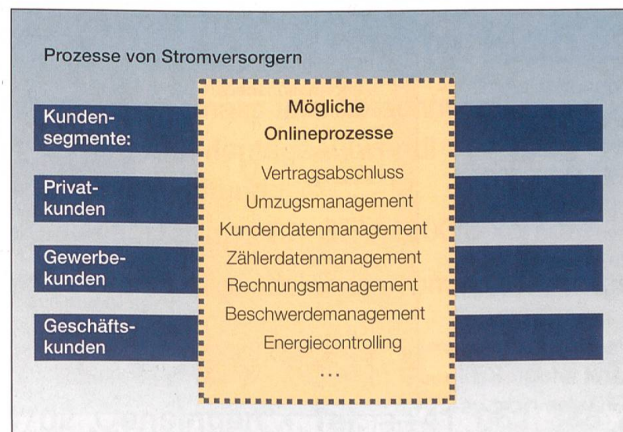 Prozesse von Stromversorgern
Kunden-
segmente:
Privat-
kunden
Gewerbe-
kunden
Geschäfts-
kunden
Mögliche
Onlineprozesse
Vertragsabschluss
Umzugsmanagement
Kundendatenmanagement
Zählerdatenmanagement
Rechnungsmanagement
Beschwerdemanagement
Energiecontrolling
...